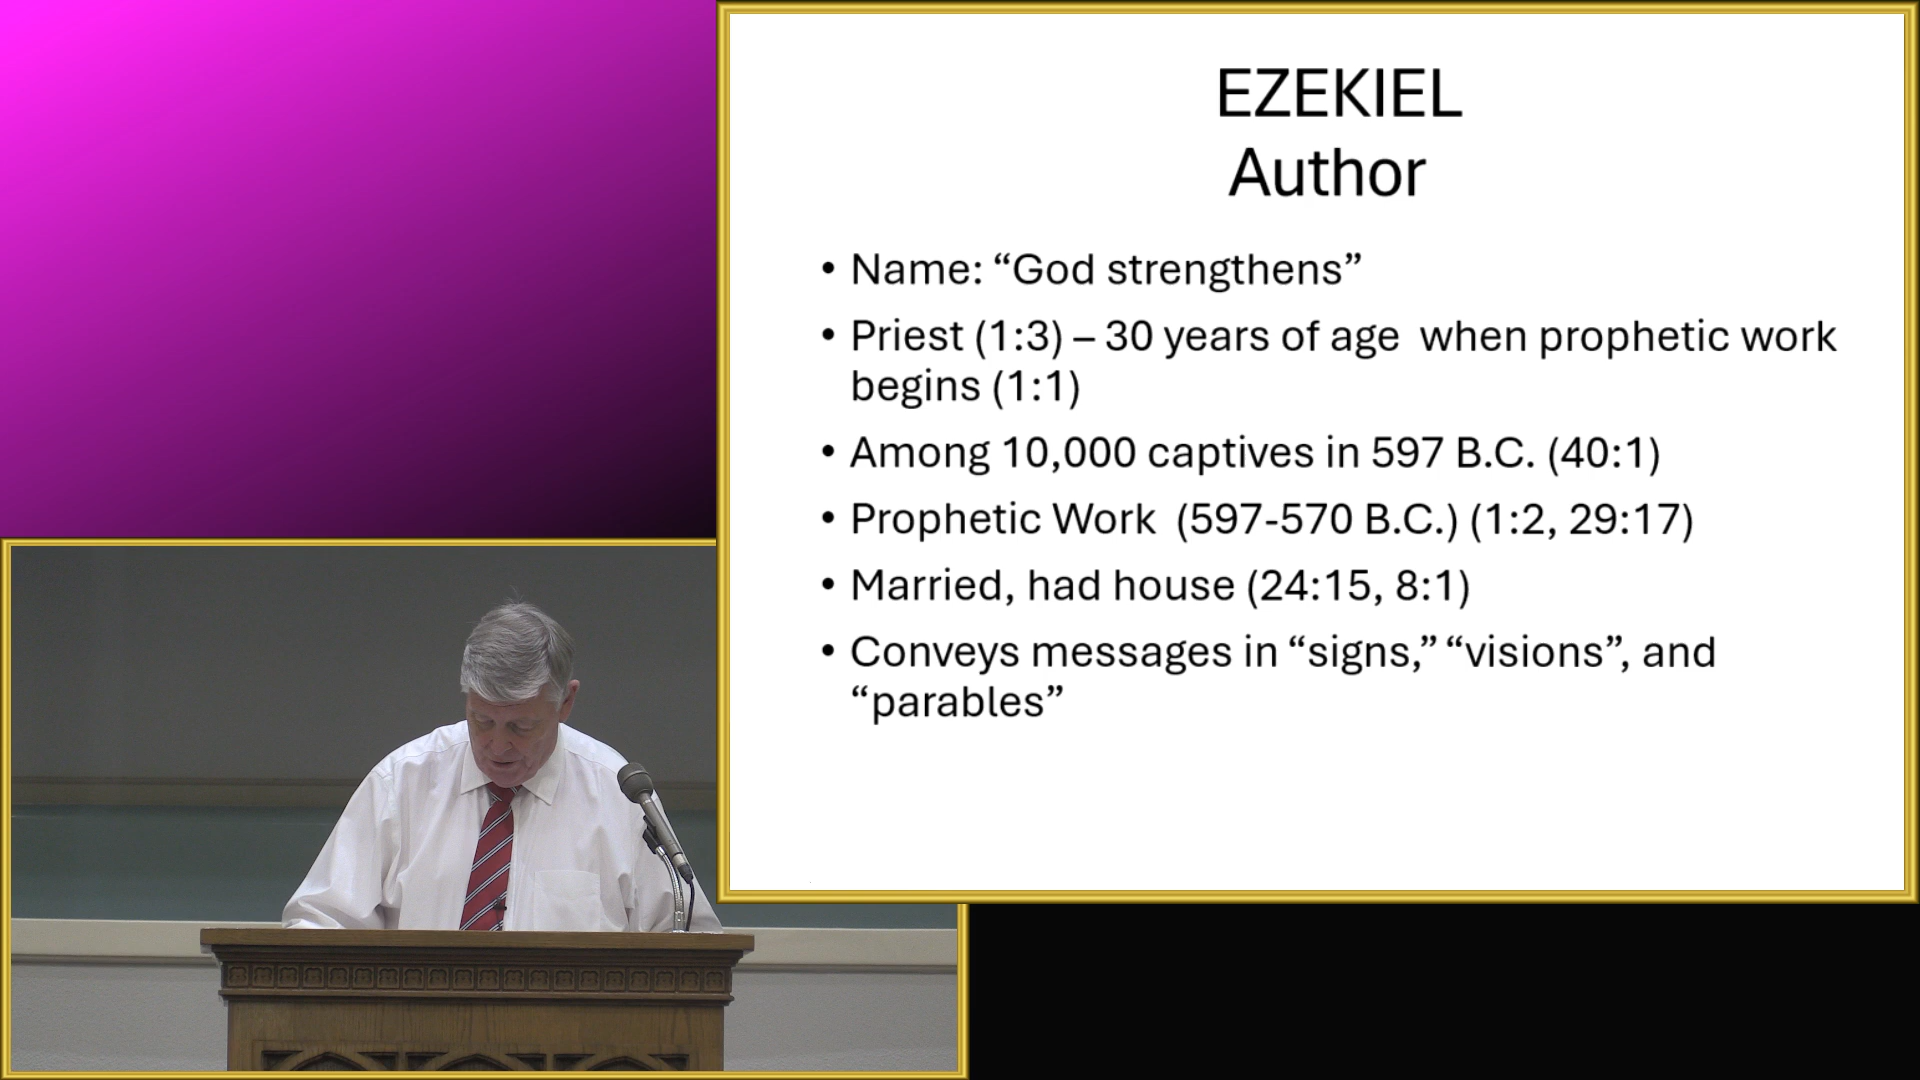 EZEKIEL
Author
• Name: “God strengthens”
• Priest (1:3) – 30 years of age  when prophetic work
begins (1:1)
• Among 10,000 captives in 597 B.C. (40:1)
• Prophetic Work  (597-570 B.C.) (1:2, 29:17)
• Married, had house (24:15, 8:1)
• Conveys messages in “signs,” “visions”, and
“parables”